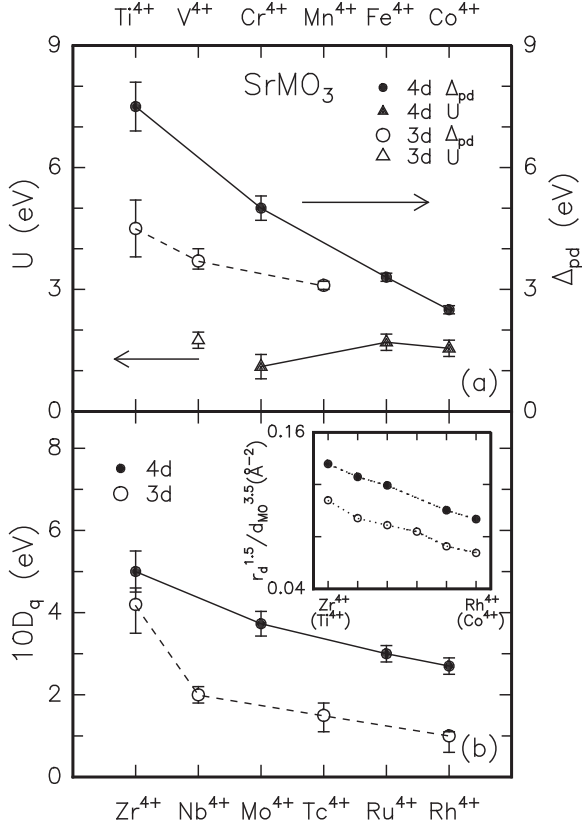 Ti⁴⁺ V⁴⁺ Cr⁴⁺ Mn⁴⁺ Fe⁴⁺ Co⁴⁺
9 9
SrMO₃
4d Δpd
4d U
3d Δpd
3d U
6 6
U (eV)
Δpd (eV)
3 3
(a)
0 0
8
4d
3d
0.16
r_d^1.5/d_MO^3.5(Å⁻²)
0.04
Zr⁴⁺ Rh⁴⁺
(Ti⁴⁺) (Co⁴⁺)
6
10Dq (eV)
4
2
(b)
0
Zr⁴⁺ Nb⁴⁺ Mo⁴⁺ Tc⁴⁺ Ru⁴⁺ Rh⁴⁺